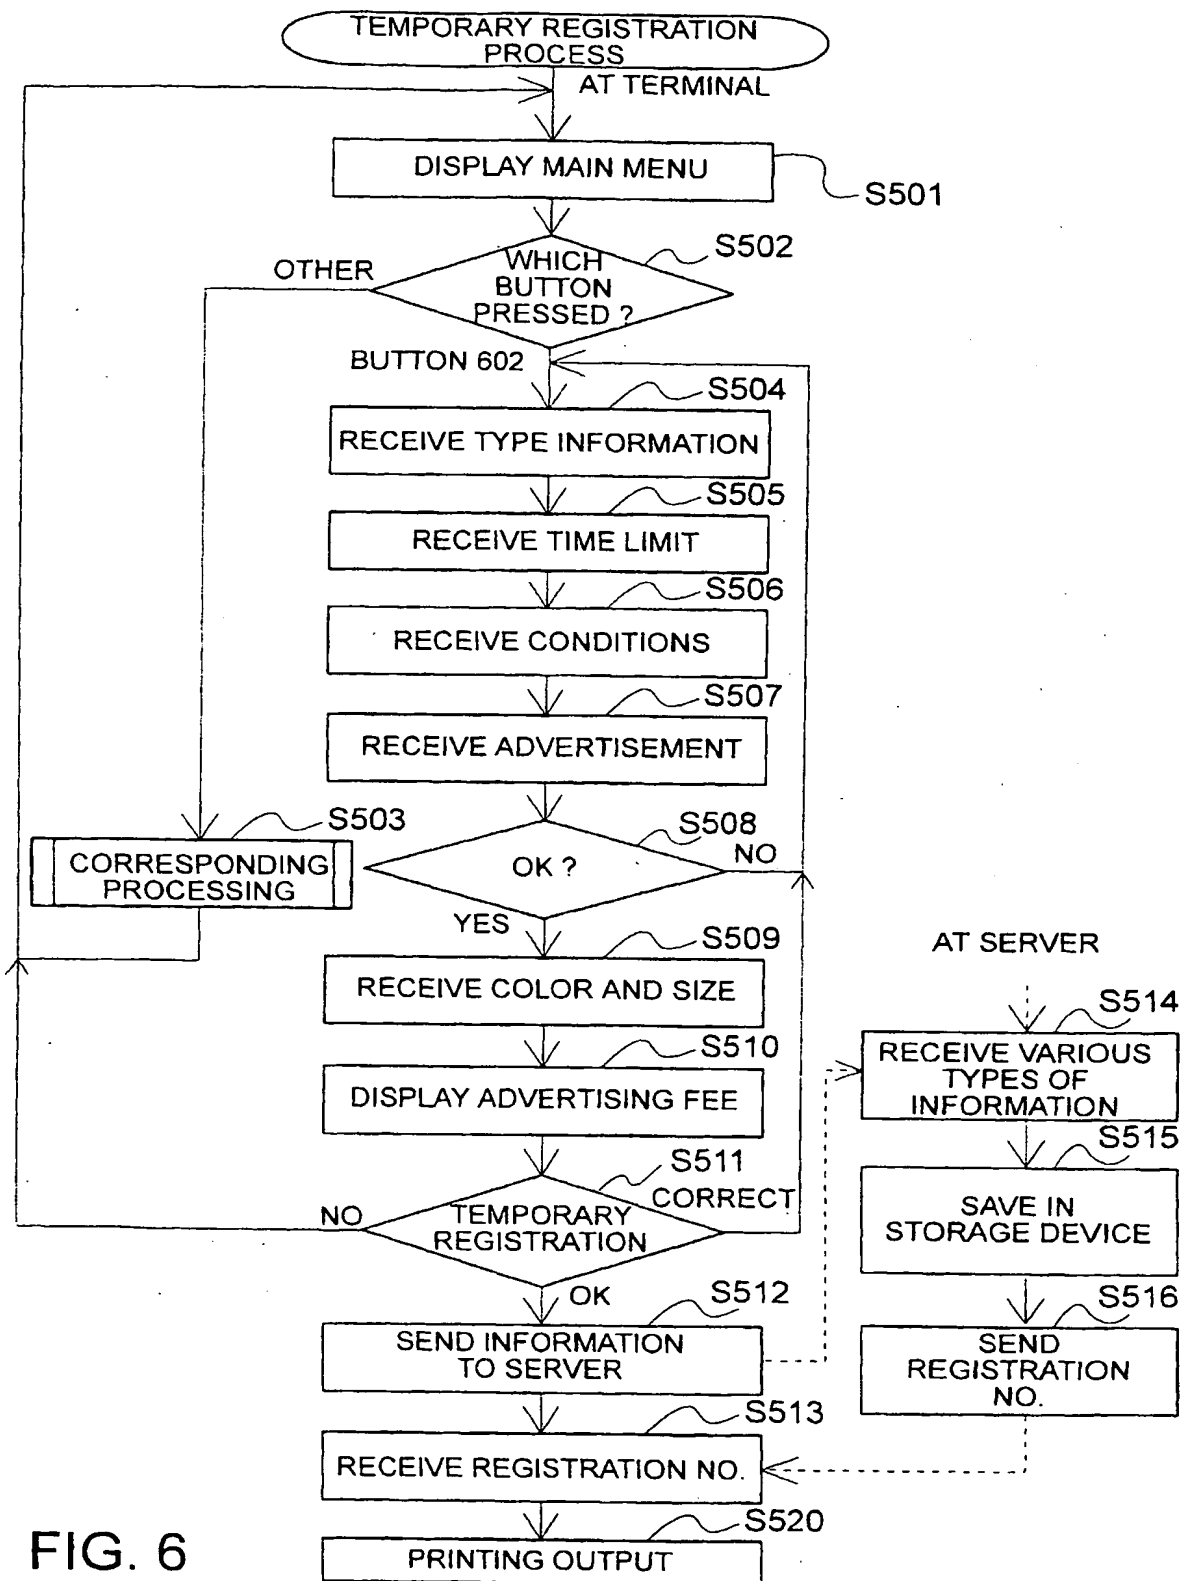 TEMPORARY REGISTRATION
PROCESS
AT TERMINAL
DISPLAY MAIN MENU
S501
S502
OTHER
WHICH
BUTTON
PRESSED ?
BUTTON 602
S504
RECEIVE TYPE INFORMATION
S505
RECEIVE TIME LIMIT
S506
RECEIVE CONDITIONS
S507
RECEIVE ADVERTISEMENT
S503
CORRESPONDING
PROCESSING
S508
OK ?
NO
YES
S509
RECEIVE COLOR AND SIZE
S510
DISPLAY ADVERTISING FEE
S511
CORRECT
NO
TEMPORARY
REGISTRATION
OK
S512
SEND INFORMATION
TO SERVER
S513
RECEIVE REGISTRATION NO.
S520
PRINTING OUTPUT
AT SERVER
S514
RECEIVE VARIOUS
TYPES OF
INFORMATION
S515
SAVE IN
STORAGE DEVICE
S516
SEND
REGISTRATION
NO.
FIG. 6